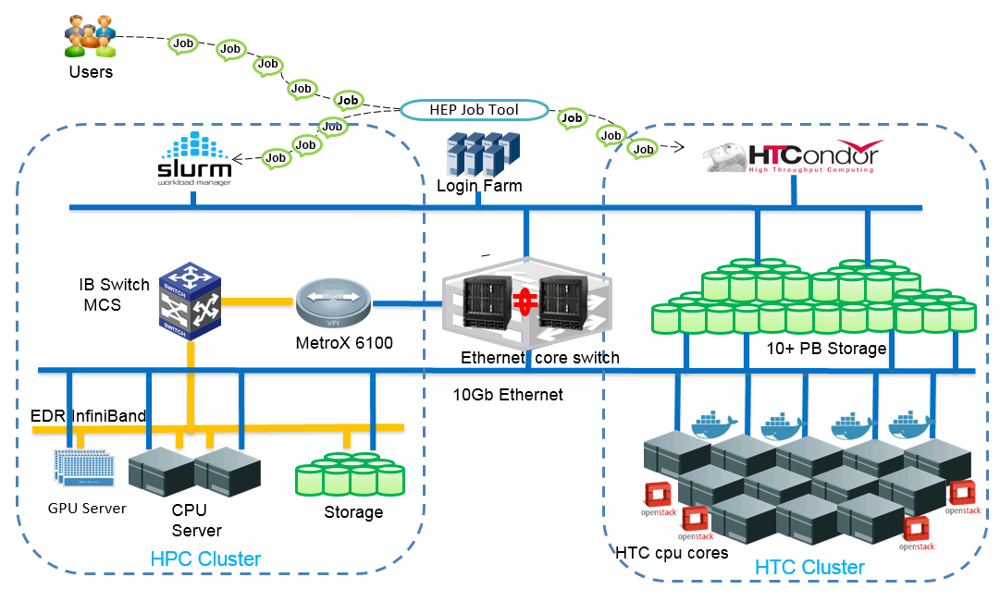 Users
Job
Job
Job
Job
Job
HEP Job Tool
Job
Job
Job
Job
Job
Job
slurm
workload manager
Login Farm
HTCondor
High Throughput Computing
IB Switch
MCS
SWITCH
SWITCH
VPI
MetroX 6100
Ethernet core switch
10+ PB Storage
10Gb Ethernet
EDR InfiniBand
GPU Server
CPU
Server
Storage
HPC Cluster
openstack
openstack
openstack
openstack
HTC cpu cores
HTC Cluster